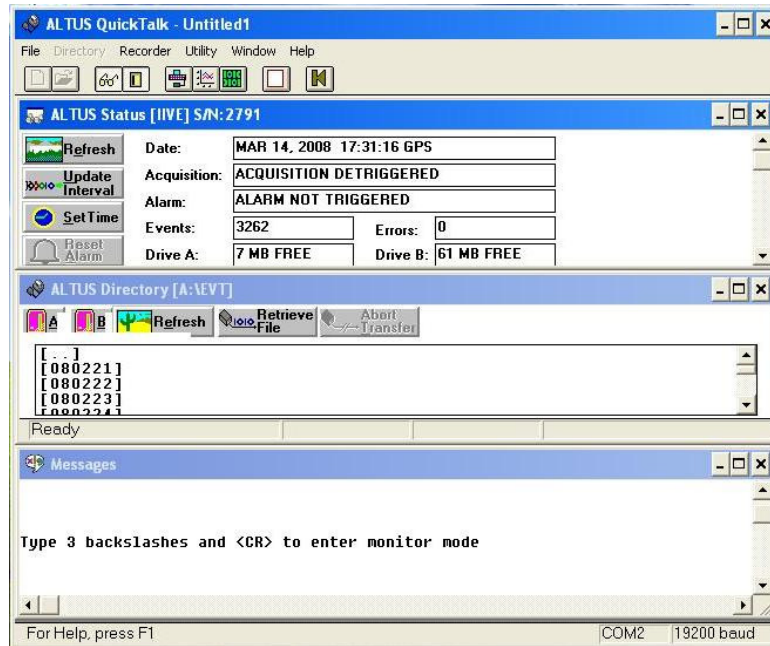 ALTUS QuickTalk - Untitled1
File Directory Recorder Utility Window Help
ALTUS Status [IIVE] S/N:2791
Refresh
Date: MAR 14, 2008 17:31:16 GPS
Update Interval
Acquisition: ACQUISITION DETRIGGERED
Alarm: ALARM NOT TRIGGERED
Set Time
Events: 3262 Errors: 0
Reset Alarm
Drive A: 7 MB FREE Drive B: 61 MB FREE
ALTUS Directory [A:\EVT]
A B Refresh Retrieve File Abort Transfer
[..]
[080221]
[080222]
[080223]
[080224]
Ready
Messages
Type 3 backslashes and <CR> to enter monitor mode
For Help, press F1 COM2 19200 baud